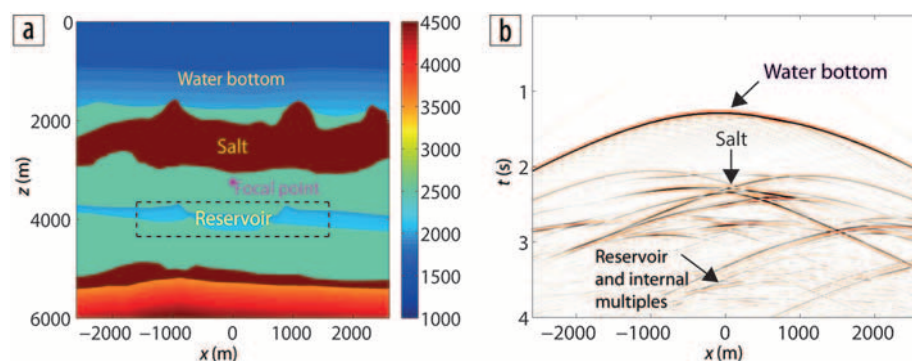 a
0
2000
4000
6000
z (m)
−2000 −1000 0 1000 2000
x (m)
Water bottom
Salt
Focal point
Reservoir
4500
4000
3500
3000
2500
2000
1500
1000
b
1
2
3
4
t (s)
−2000 −1000 0 1000 2000
x (m)
Water bottom
Salt
Reservoir
and internal
multiples